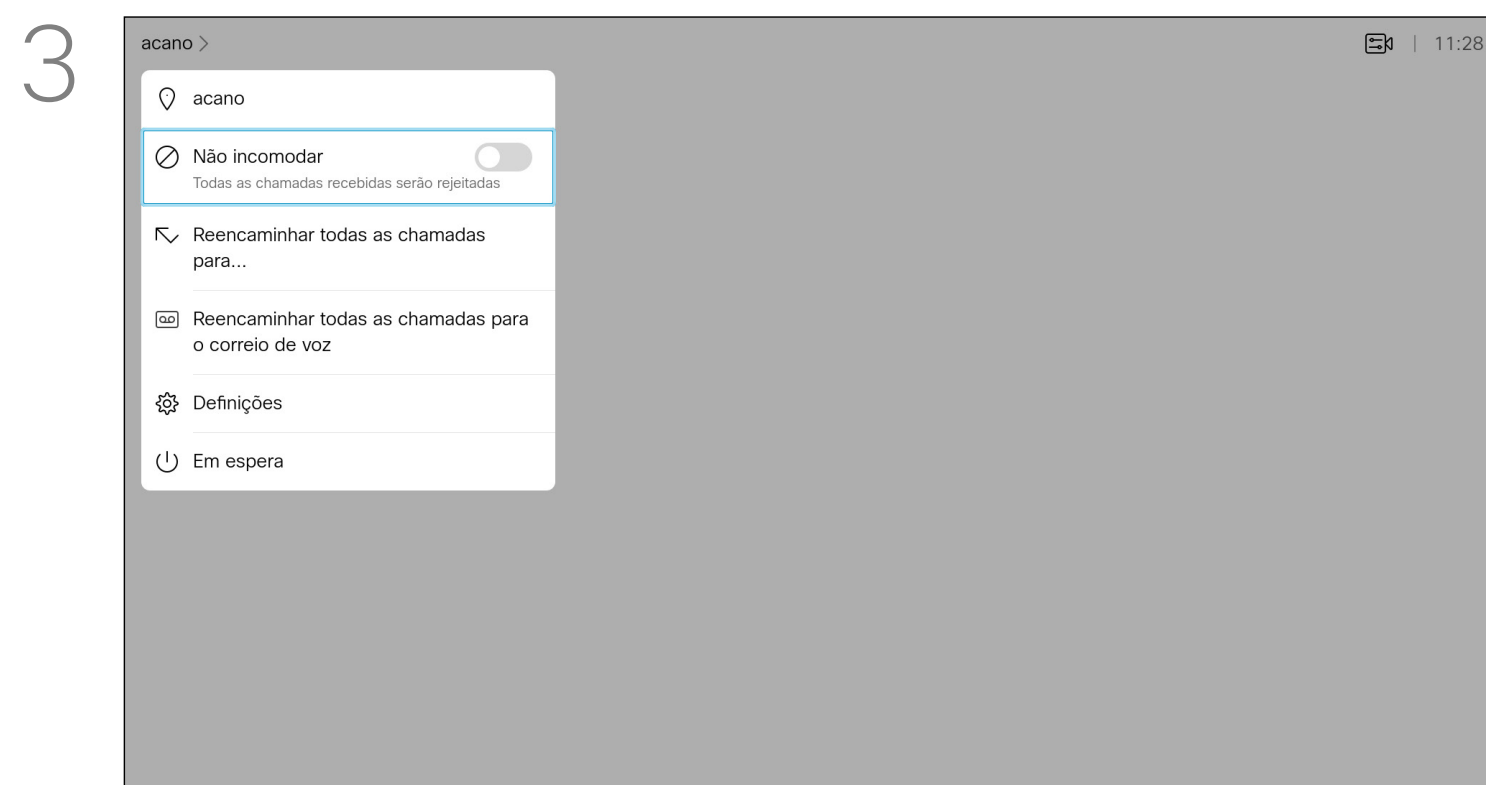 3
acano
11:28
acano
Não incomodar
Todas as chamadas recebidas serão rejeitadas
Reencaminhar todas as chamadas
para...
Reencaminhar todas as chamadas para
o correio de voz
Definições
Em espera